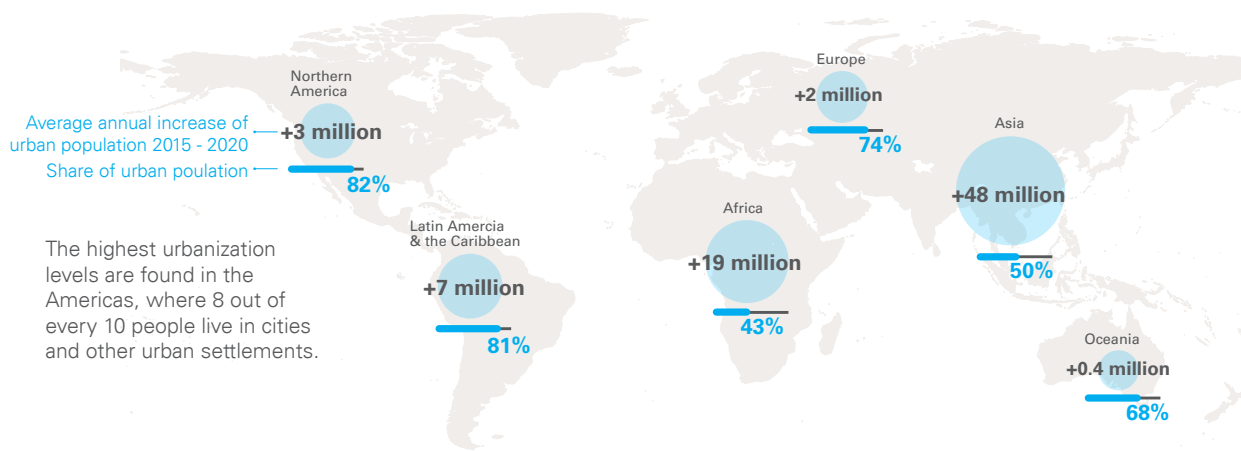 Northern
America
+3 million
82%
Average annual increase of
urban population 2015 - 2020
Share of urban poulation
The highest urbanization
levels are found in the
Americas, where 8 out of
every 10 people live in cities
and other urban settlements.
Latin Amercia
& the Caribbean
+7 million
81%
Europe
+2 million
74%
Africa
+19 million
43%
Asia
+48 million
50%
Oceania
+0.4 million
68%